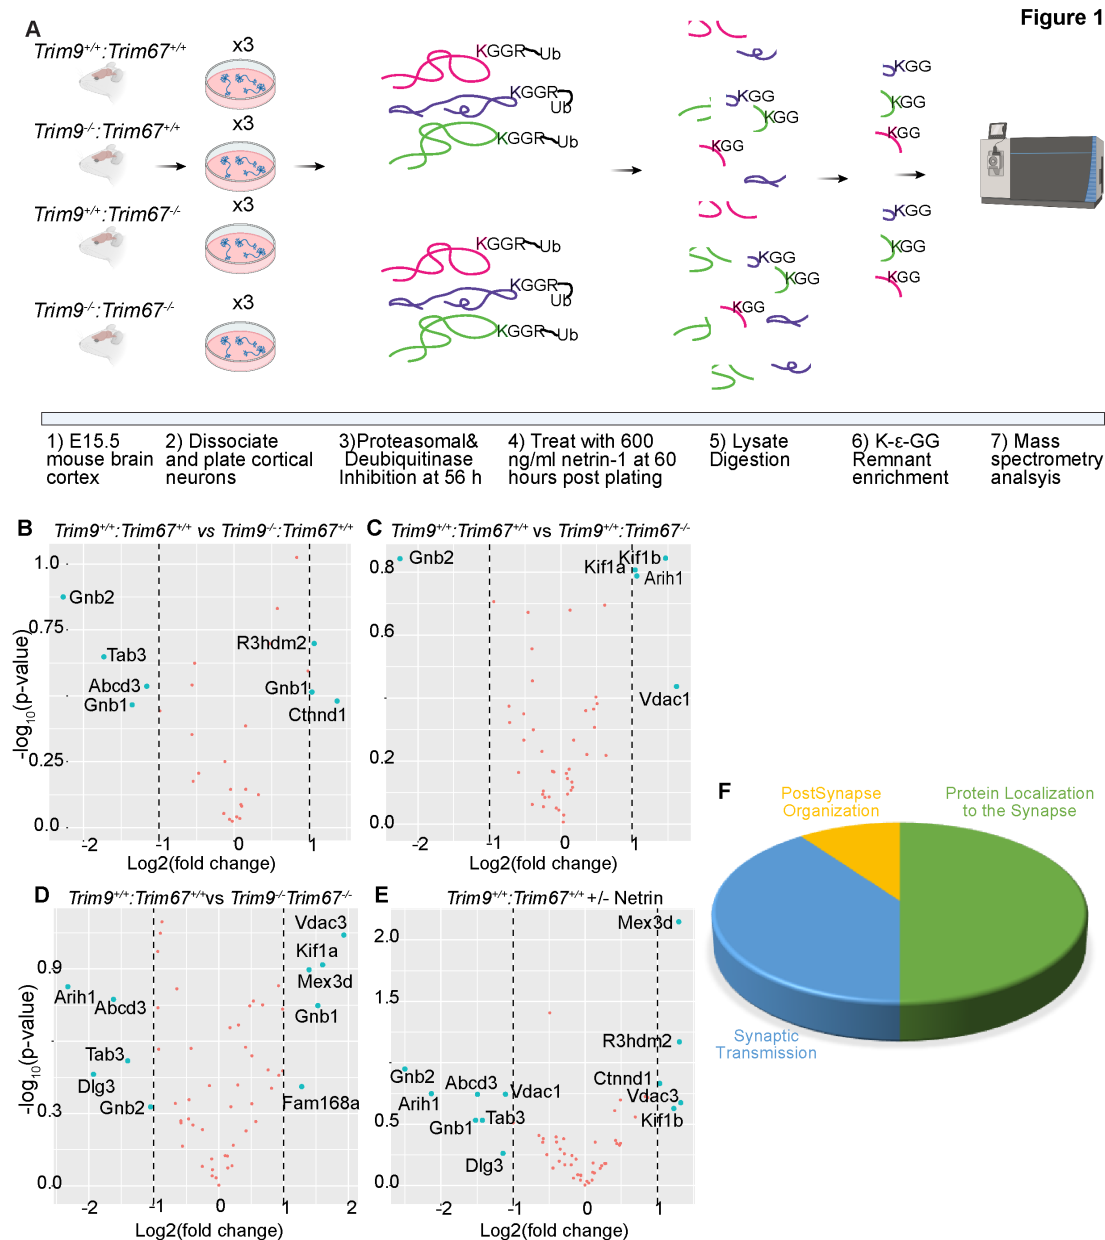 Figure 1
A
Trim9+/+:Trim67+/+
x3
Trim9-/-:Trim67+/+
x3
Trim9+/+:Trim67-/-
x3
Trim9-/-:Trim67-/-
x3
KGGR Ub
KGGR Ub
KGGR Ub
KGGR Ub
KGGR Ub
KGGR Ub
KGG
KGG
KGG
KGG
KGG
KGG
KGG
KGG
KGG
KGG
KGG
KGG
1) E15.5
mouse brain
cortex
2) Dissociate
and plate cortical
neurons
3)Proteasomal&
Deubiquitinase
Inhibition at 56 h
4) Treat with 600
ng/ml netrin-1 at 60
hours post plating
5) Lysate
Digestion
6) K-ε-GG
Remnant
enrichment
7) Mass
spectrometry
analsyis
B
Trim9+/+:Trim67+/+ vs Trim9-/-:Trim67+/+
-log10(p-value)
1.0
0.75
0.25
0.0
Gnb2
Tab3
Abcd3
Gnb1
R3hdm2
Gnb1
Ctnnd1
-2 -1 0 1
Log2(fold change)
C
Trim9+/+:Trim67+/+ vs Trim9+/+:Trim67-/-
0.8
0.6
0.4
0.2
0.0
Gnb2
Kif1b
Kif1a
Arih1
Vdac1
-2 -1 0 1
Log2(fold change)
D
Trim9+/+:Trim67+/+vs Trim9-/-Trim67-/-
-log10(p-value)
0.9
0.3
0.0
Vdac3
Kif1a
Mex3d
Gnb1
Arih1
Abcd3
Tab3
Dlg3
Gnb2
Fam168a
-2 -1 0 1 2
Log2(fold change)
E
Trim9+/+:Trim67+/+ +/- Netrin
2.0
1.5
1.0
0.5
0.0
Mex3d
R3hdm2
Ctnnd1
Vdac3
Kif1b
Gnb2
Arih1
Abcd3
Vdac1
Gnb1
Tab3
Dlg3
-2 -1 0 1
Log2(fold change)
F
PostSynapse
Organization
Protein Localization
to the Synapse
Synaptic
Transmission